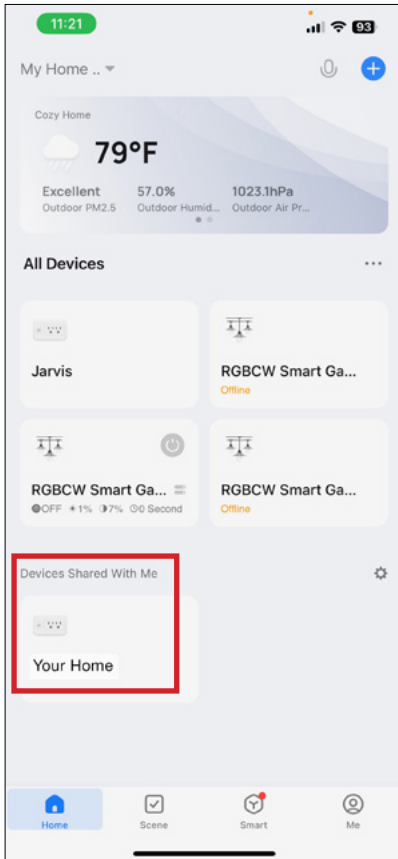 11:21
93
My Home ..
Cozy Home
79°F
Excellent 57.0% 1023.1hPa
Outdoor PM2.5 Outdoor Humid... Outdoor Air Pr...
All Devices
Jarvis
RGBCW Smart Ga...
Offline
RGBCW Smart Ga...
OFF 1% 7% 0 Second
RGBCW Smart Ga...
Offline
Devices Shared With Me
Your Home
Home Scene Smart Me